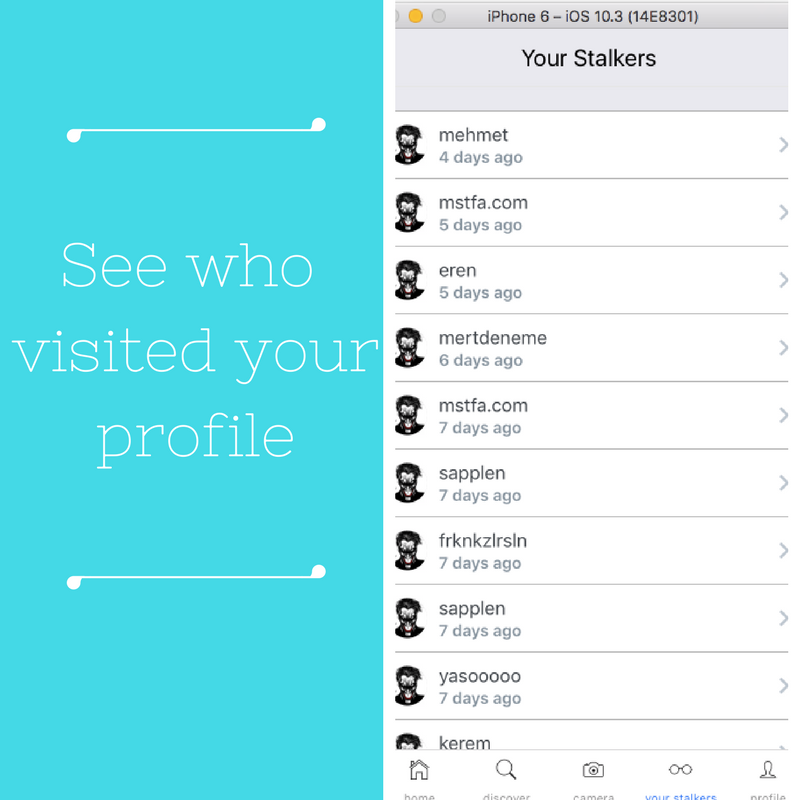 See who
visited your
profile
iPhone 6 – iOS 10.3 (14E8301)
Your Stalkers
mehmet
4 days ago
mstfa.com
5 days ago
eren
5 days ago
mertdeneme
6 days ago
mstfa.com
7 days ago
sapplen
7 days ago
frknkzlrsln
7 days ago
sapplen
7 days ago
yasooooo
7 days ago
kerem
home discover camera your stalkers profile